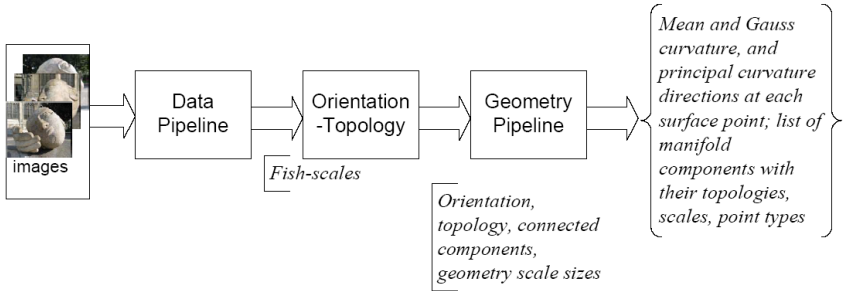 images
Data
Pipeline
Fish-scales
Orientation
-Topology
Orientation,
topology, connected
components,
geometry scale sizes
Geometry
Pipeline
Mean and Gauss
curvature, and
principal curvature
directions at each
surface point; list of
manifold
components with
their topologies,
scales, point types